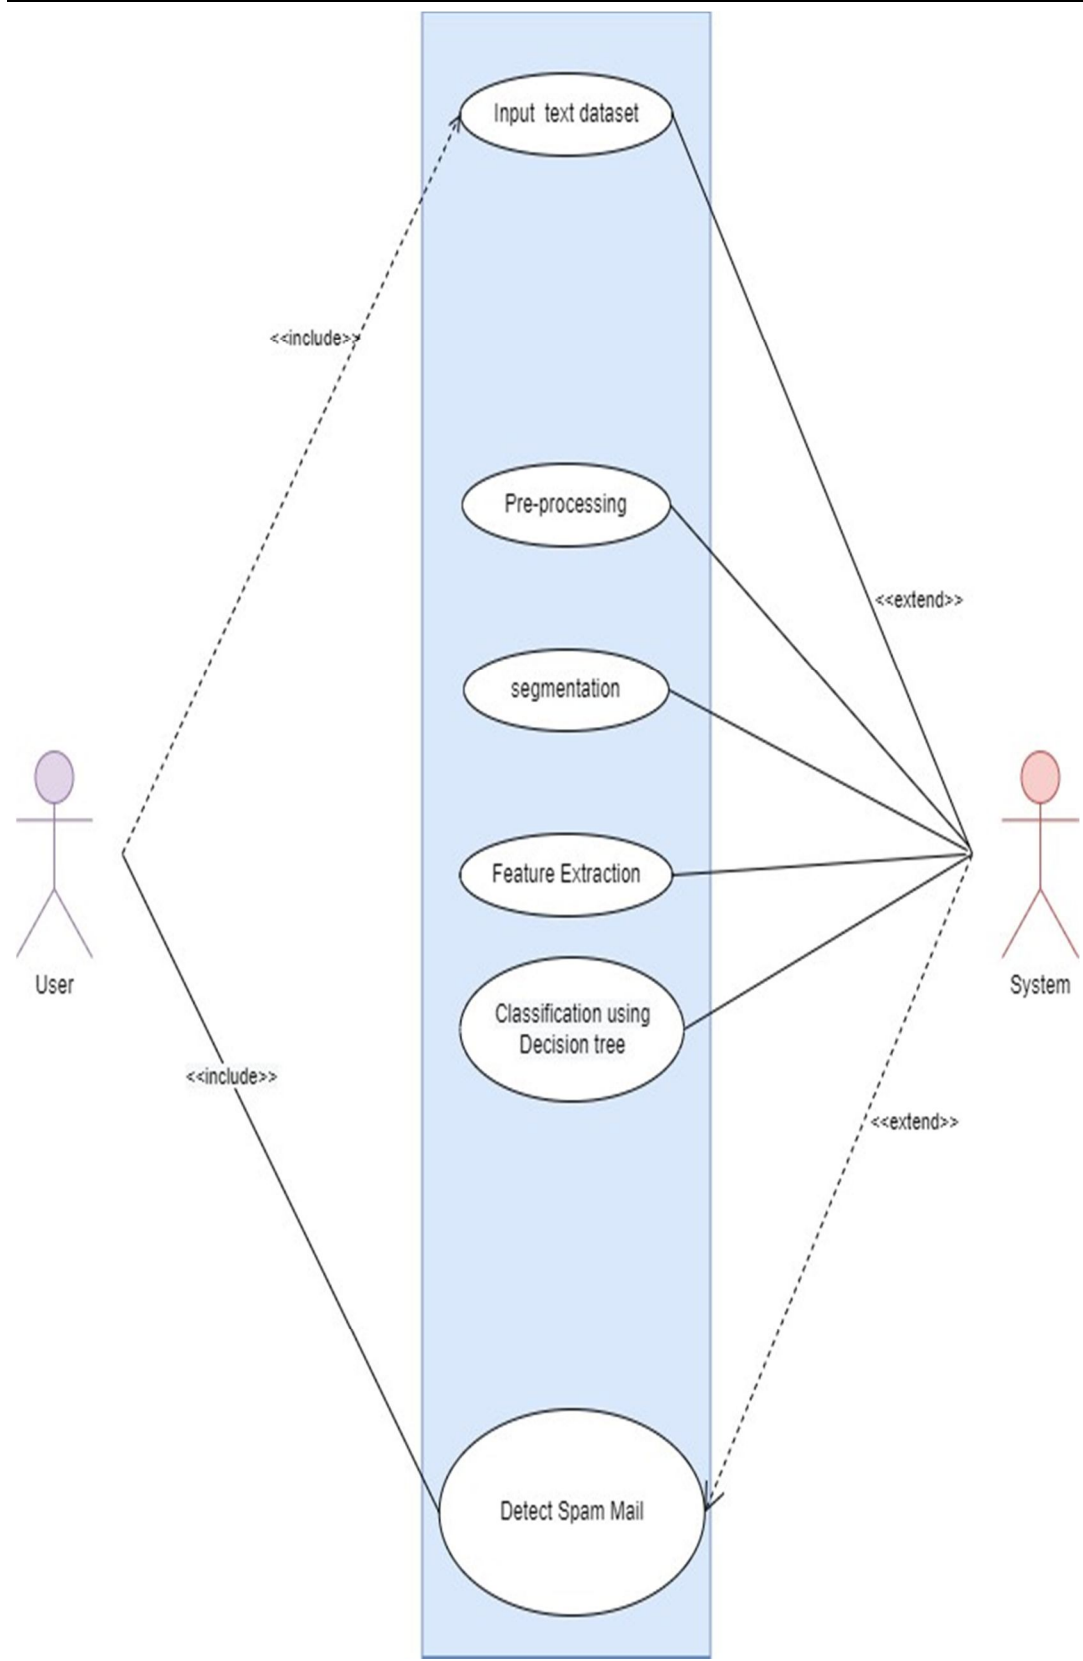 Input text dataset
<<include>>
Pre-processing
<<extend>>
segmentation
Feature Extraction
User
System
Classification using
Decision tree
<<include>>
<<extend>>
Detect Spam Mail